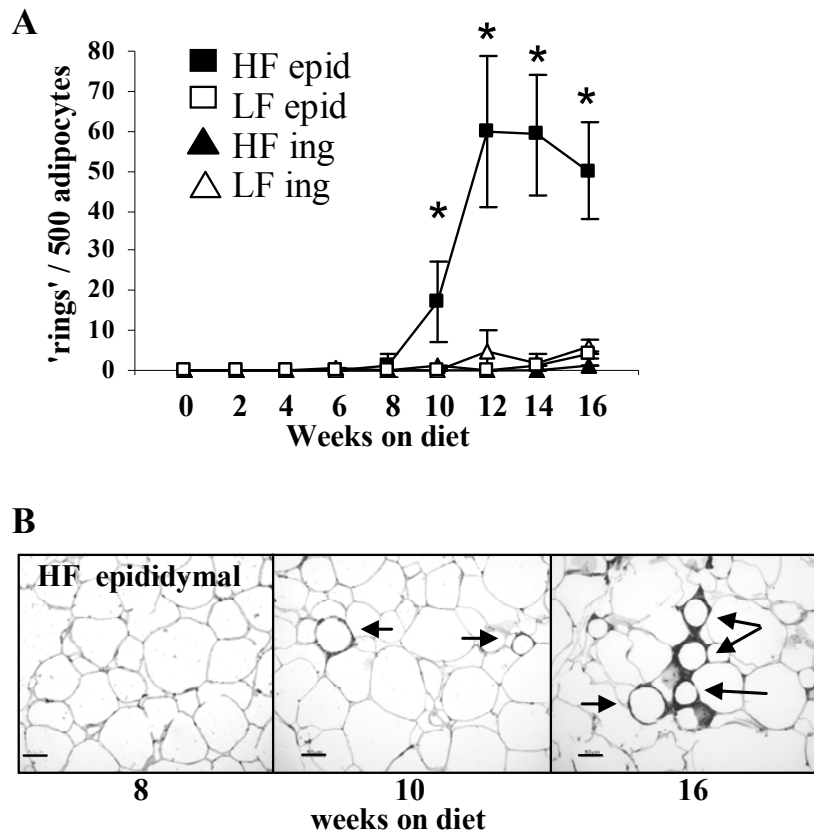 A
'rings' / 500 adipocytes
80
70
60
50
40
30
20
10
0
HF epid
LF epid
HF ing
LF ing
*
*
*
*
0 2 4 6 8 10 12 14 16
Weeks on diet
B
HF epididymal
8 10 16
weeks on diet